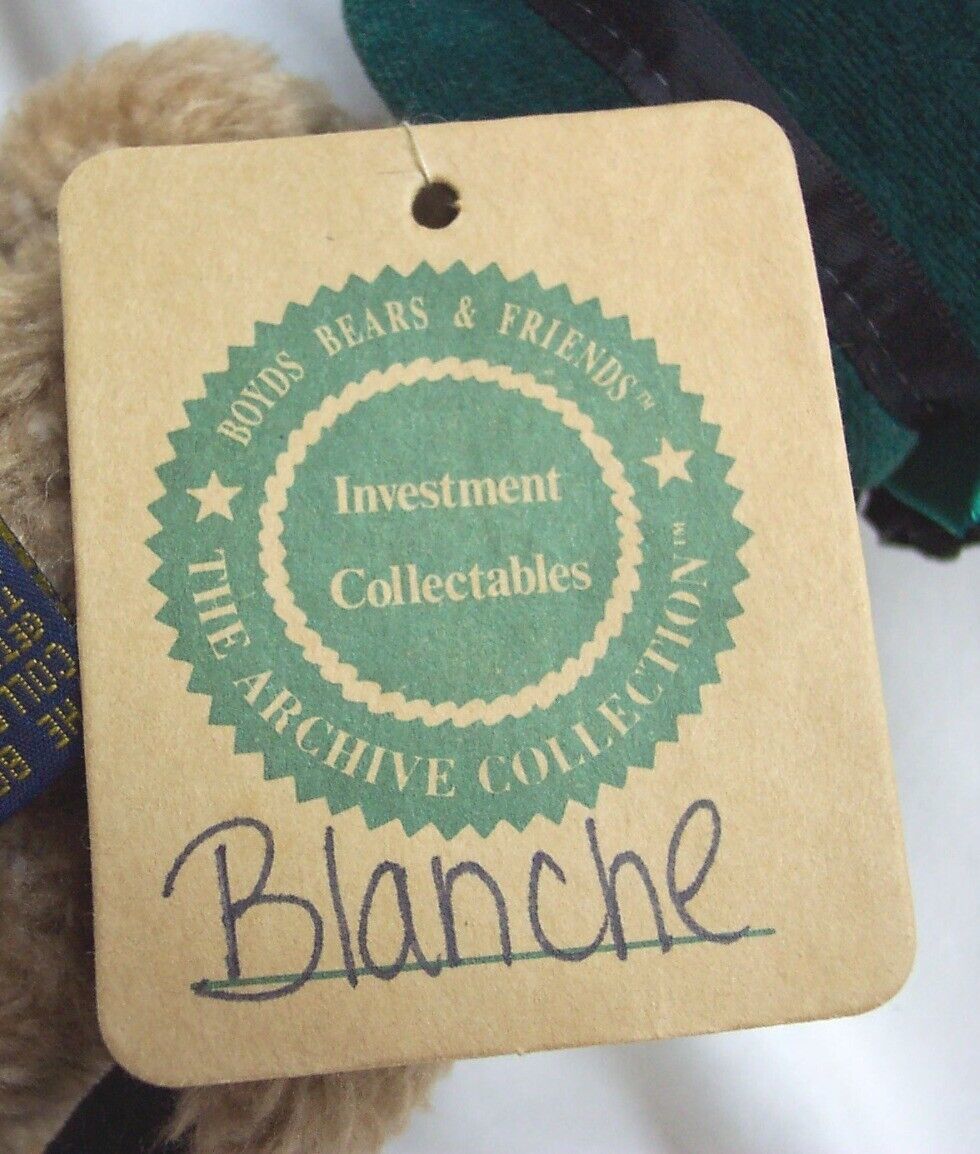 BOYDS BEARS & FRIENDS™
Investment
Collectables
THE ARCHIVE COLLECTION™
Blanche